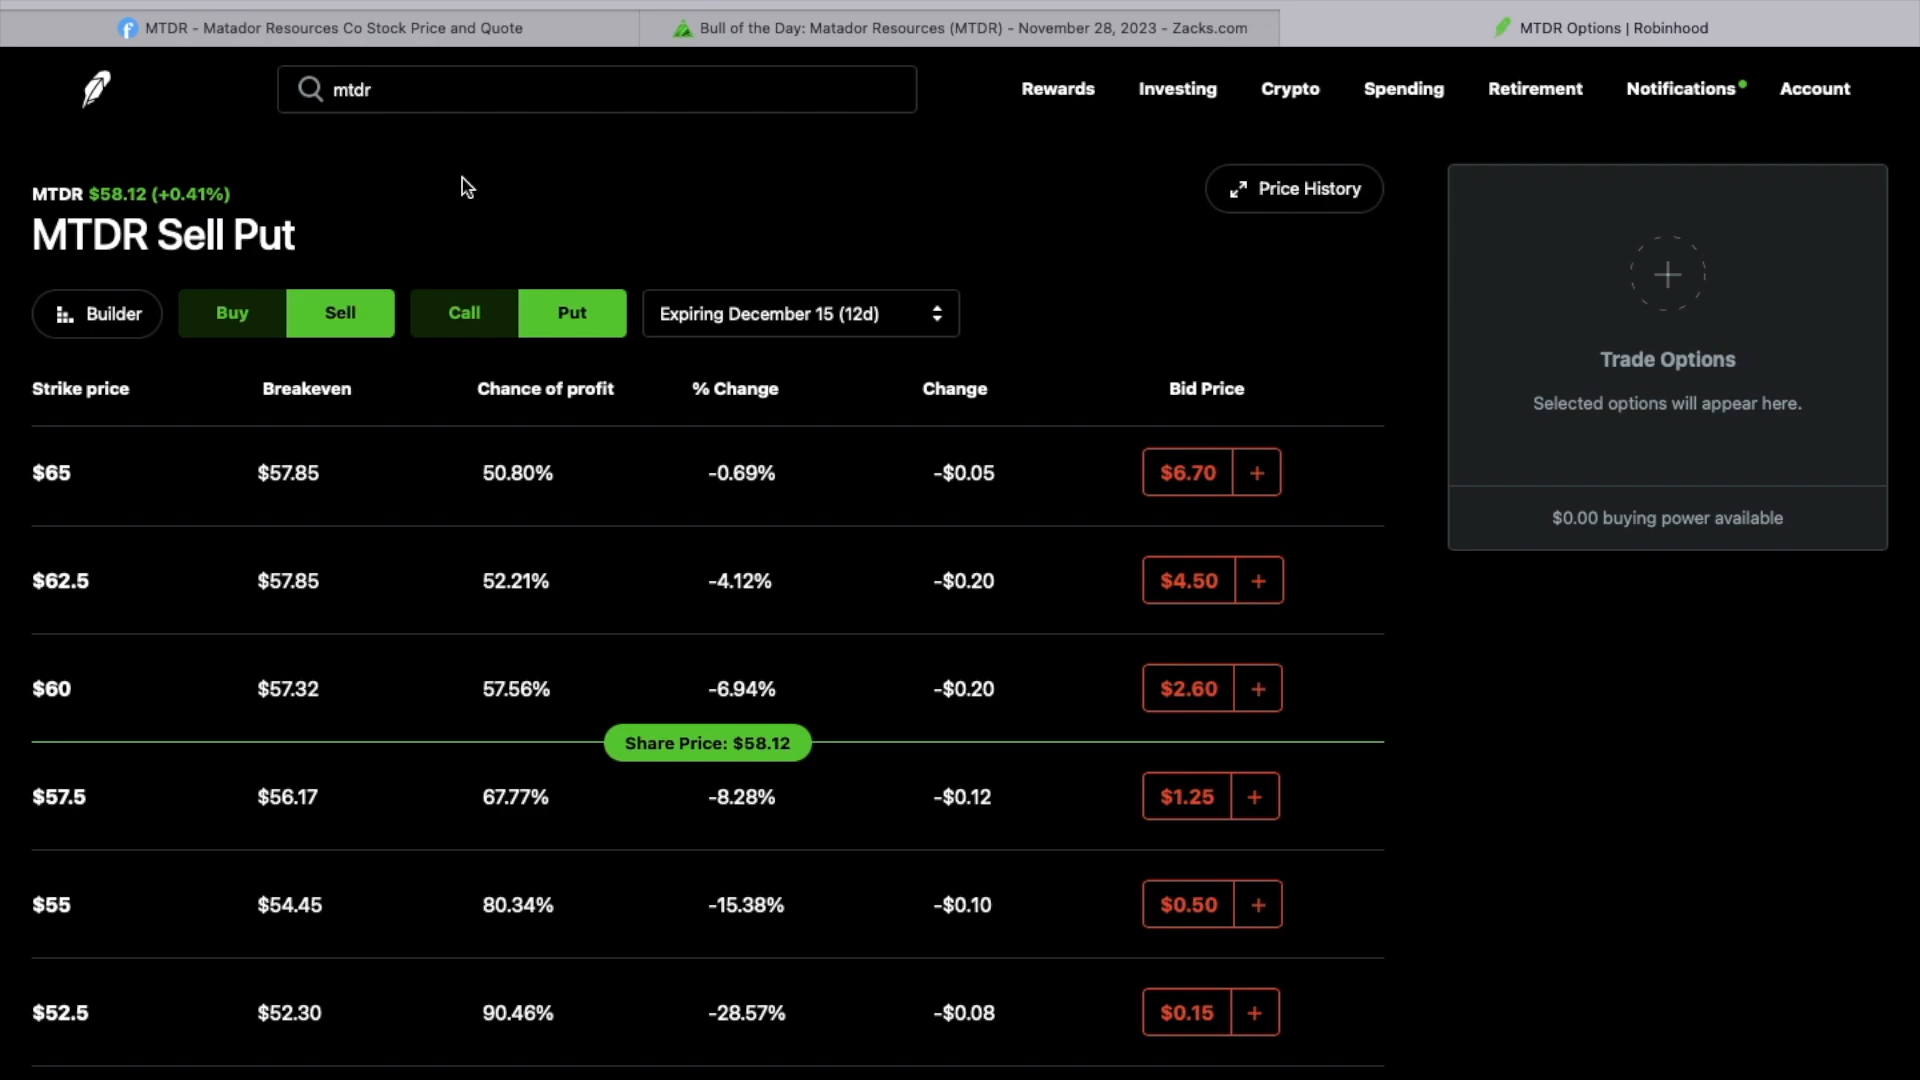 MTDR - Matador Resources Co Stock Price and Quote
Bull of the Day: Matador Resources (MTDR) - November 28, 2023 - Zacks.com
MTDR Options | Robinhood
mtdr
Rewards
Investing
Crypto
Spending
Retirement
Notifications
Account
MTDR $58.12 (+0.41%)
MTDR Sell Put
Price History
Builder
Buy
Sell
Call
Put
Expiring December 15 (12d)
Strike price Breakeven Chance of profit % Change Change Bid Price
$65 $57.85 50.80% -0.69% -$0.05 $6.70 +
$62.5 $57.85 52.21% -4.12% -$0.20 $4.50 +
$60 $57.32 57.56% -6.94% -$0.20 $2.60 +
Share Price: $58.12
$57.5 $56.17 67.77% -8.28% -$0.12 $1.25 +
$55 $54.45 80.34% -15.38% -$0.10 $0.50 +
$52.5 $52.30 90.46% -28.57% -$0.08 $0.15 +
Trade Options
Selected options will appear here.
$0.00 buying power available